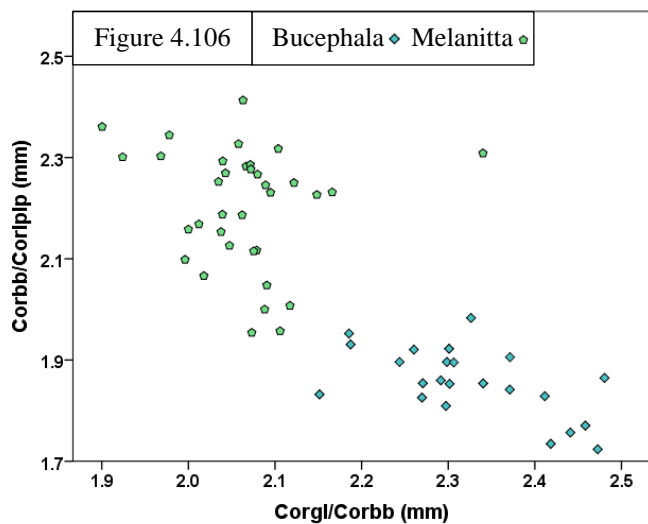 Figure 4.106 Bucephala Melanitta
2.5
2.3
2.1
1.9
1.7
Corbb/Corlplp (mm)
1.9 2.0 2.1 2.2 2.3 2.4 2.5
Corgl/Corbb (mm)